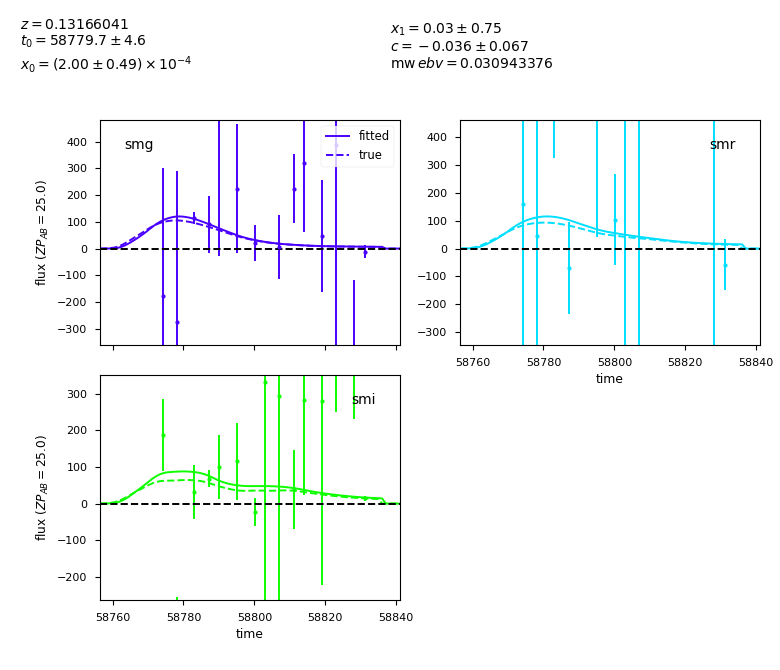 z = 0.13166041
t₀ = 58779.7 ± 4.6
x₀ = (2.00 ± 0.49) × 10⁻⁴
x₁ = 0.03 ± 0.75
c = −0.036 ± 0.067
mw ebv = 0.030943376
smg
fitted
true
400
300
200
100
0
−100
−200
−300
flux (ZP_AB = 25.0)
smr
400
300
200
100
0
−100
−200
−300
58760 58780 58800 58820 58840
time
smi
300
200
100
0
−100
−200
flux (ZP_AB = 25.0)
58760 58780 58800 58820 58840
time